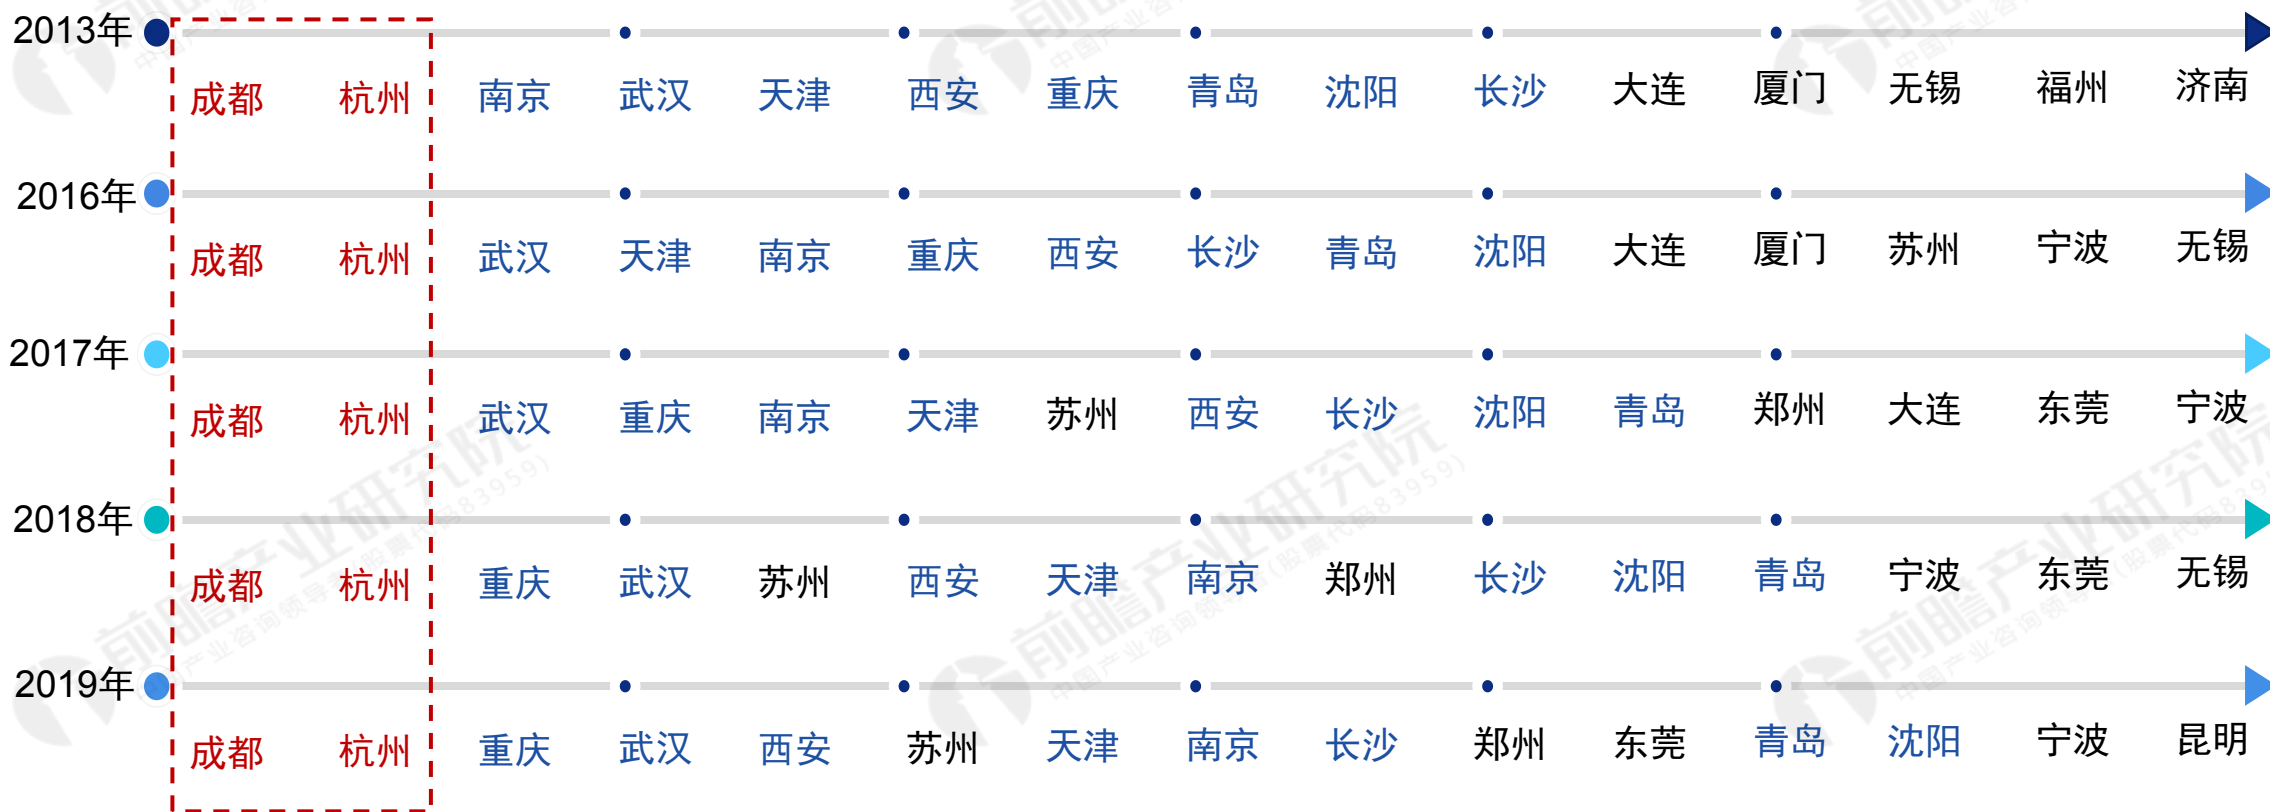 2013年
成都 杭州 南京 武汉 天津 西安 重庆 青岛 沈阳 长沙 大连 厦门 无锡 福州 济南
2016年
成都 杭州 武汉 天津 南京 重庆 西安 长沙 青岛 沈阳 大连 厦门 苏州 宁波 无锡
2017年
成都 杭州 武汉 重庆 南京 天津 苏州 西安 长沙 沈阳 青岛 郑州 大连 东莞 宁波
2018年
成都 杭州 重庆 武汉 苏州 西安 天津 南京 郑州 长沙 沈阳 青岛 宁波 东莞 无锡
2019年
成都 杭州 重庆 武汉 西安 苏州 天津 南京 长沙 郑州 东莞 青岛 沈阳 宁波 昆明
前瞻产业研究院